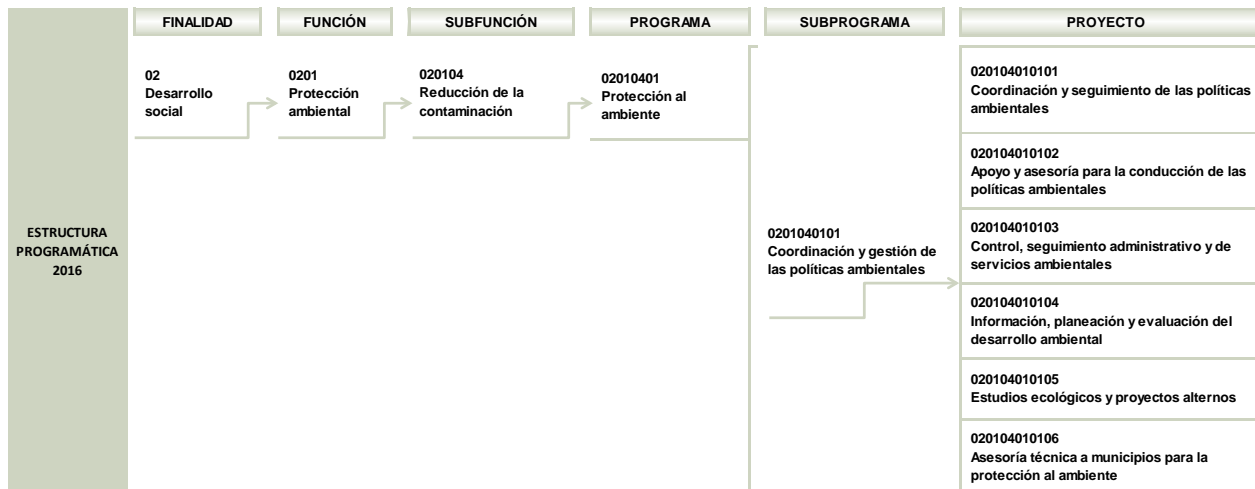 FINALIDAD
FUNCIÓN
SUBFUNCIÓN
PROGRAMA
SUBPROGRAMA
PROYECTO
ESTRUCTURA
PROGRAMÁTICA
2016
02
Desarrollo
social
0201
Protección
ambiental
020104
Reducción de la
contaminación
02010401
Protección al
ambiente
0201040101
Coordinación y gestión de
las políticas ambientales
020104010101
Coordinación y seguimiento de las políticas
ambientales
020104010102
Apoyo y asesoría para la conducción de las
políticas ambientales
020104010103
Control, seguimiento administrativo y de
servicios ambientales
020104010104
Información, planeación y evaluación del
desarrollo ambiental
020104010105
Estudios ecológicos y proyectos alternos
020104010106
Asesoría técnica a municipios para la
protección al ambiente